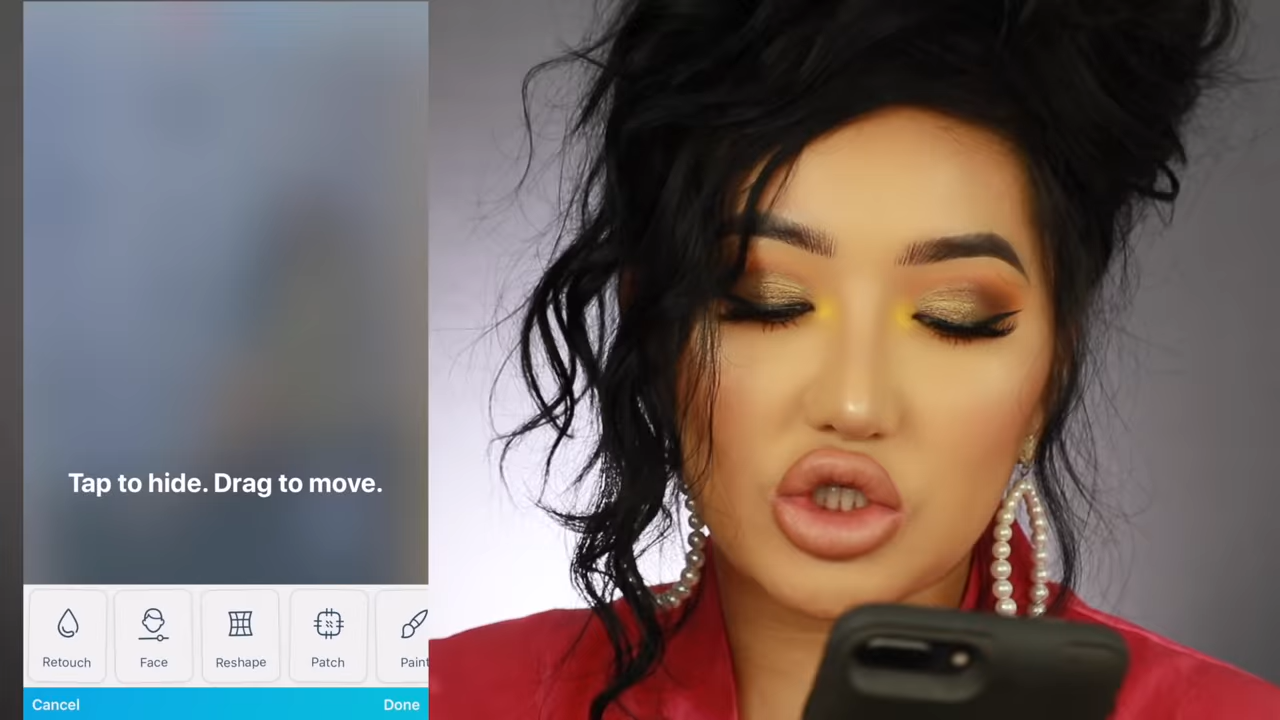 Tap to hide. Drag to move.
Retouch
Face
Reshape
Patch
Paint
Cancel
Done